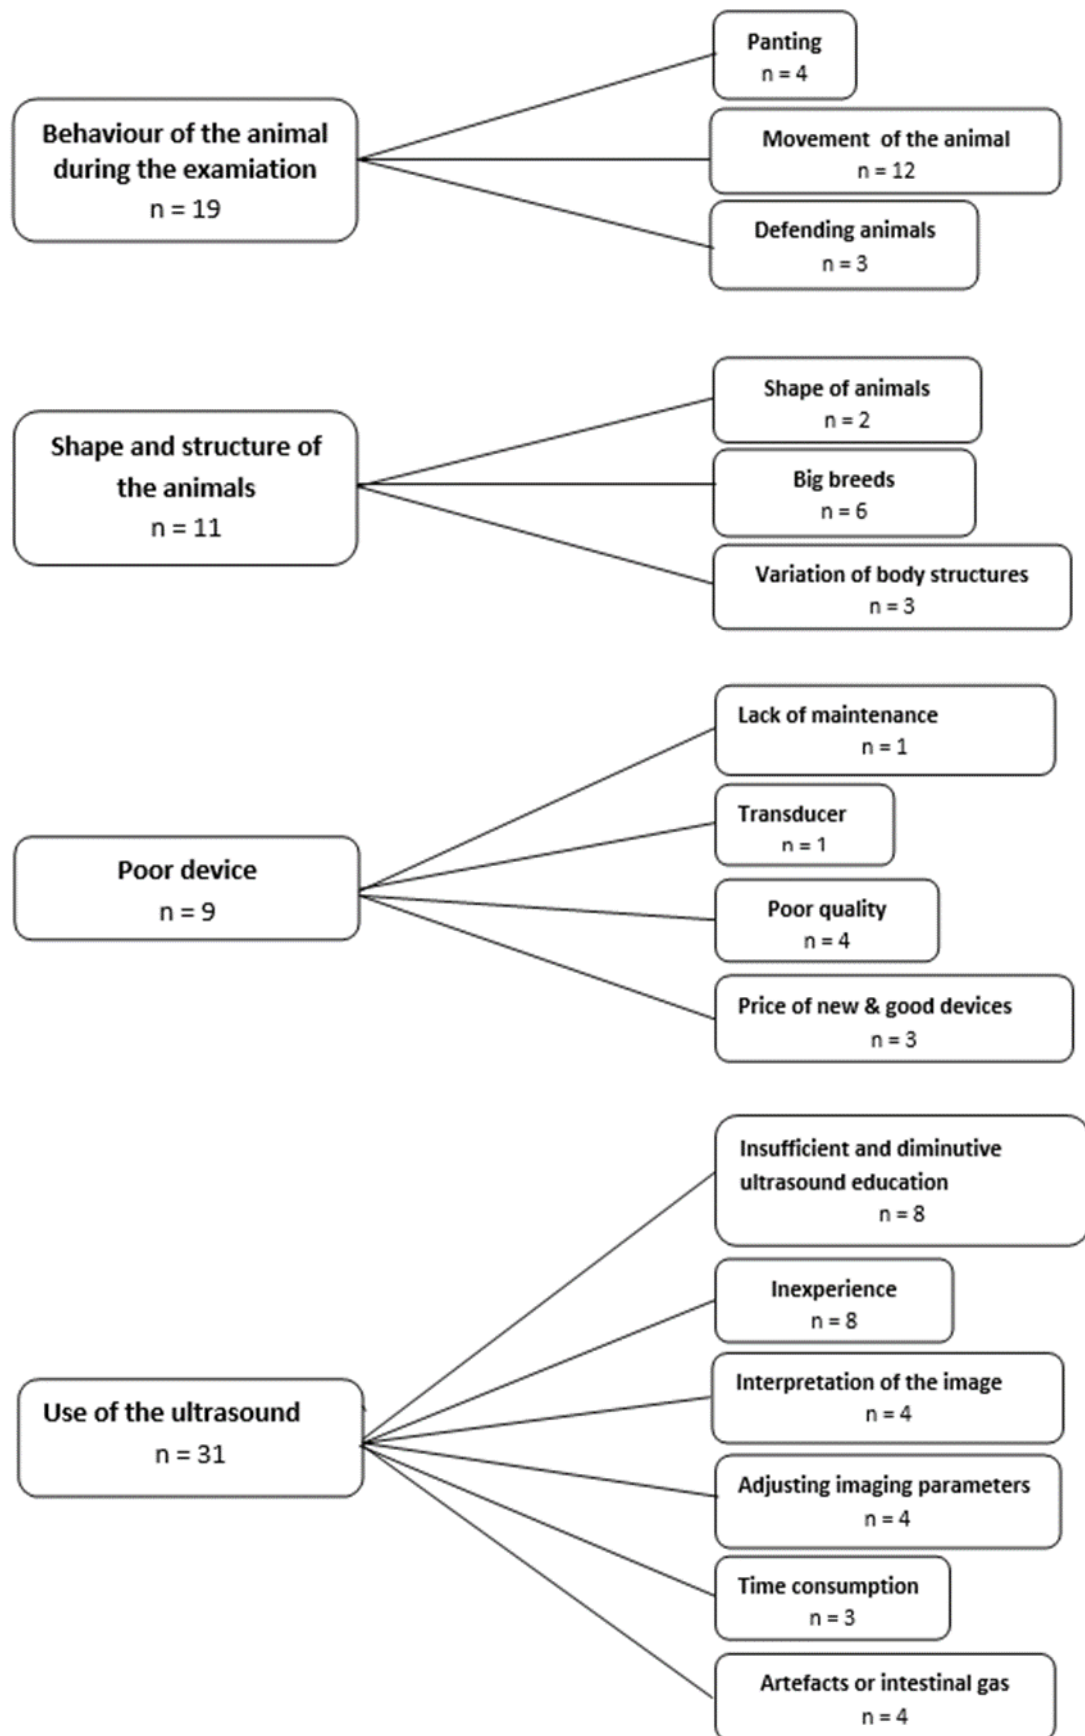 Behaviour of the animal
during the examiation
n = 19
Panting
n = 4
Movement of the animal
n = 12
Defending animals
n = 3
Shape and structure of
the animals
n = 11
Shape of animals
n = 2
Big breeds
n = 6
Variation of body structures
n = 3
Poor device
n = 9
Lack of maintenance
n = 1
Transducer
n = 1
Poor quality
n = 4
Price of new & good devices
n = 3
Use of the ultrasound
n = 31
Insufficient and diminutive
ultrasound education
n = 8
Inexperience
n = 8
Interpretation of the image
n = 4
Adjusting imaging parameters
n = 4
Time consumption
n = 3
Artefacts or intestinal gas
n = 4